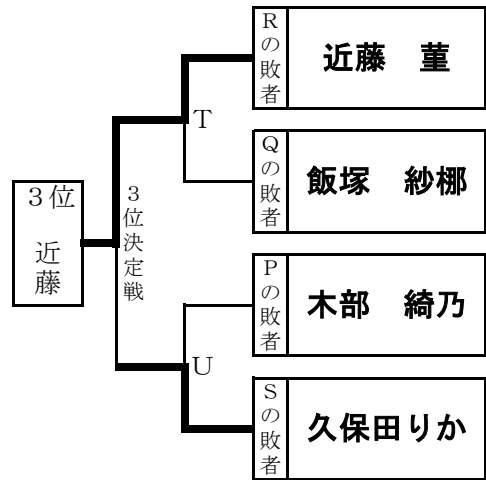 Rの敗者
近藤　菫
T
Qの敗者
飯塚　紗梛
3位　近藤
3位決定戦
Pの敗者
木部　綺乃
U
Sの敗者
久保田りか